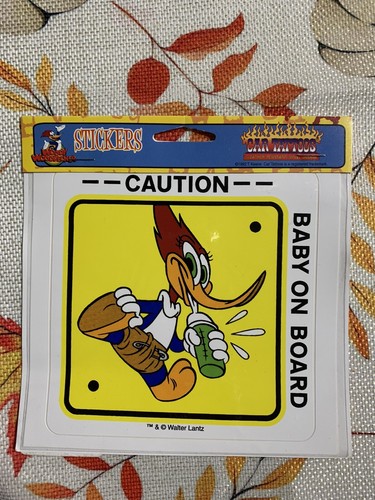 STICKERS
CAR TATTOOS
--CAUTION--
BABY ON BOARD
™ & © Walter Lantz